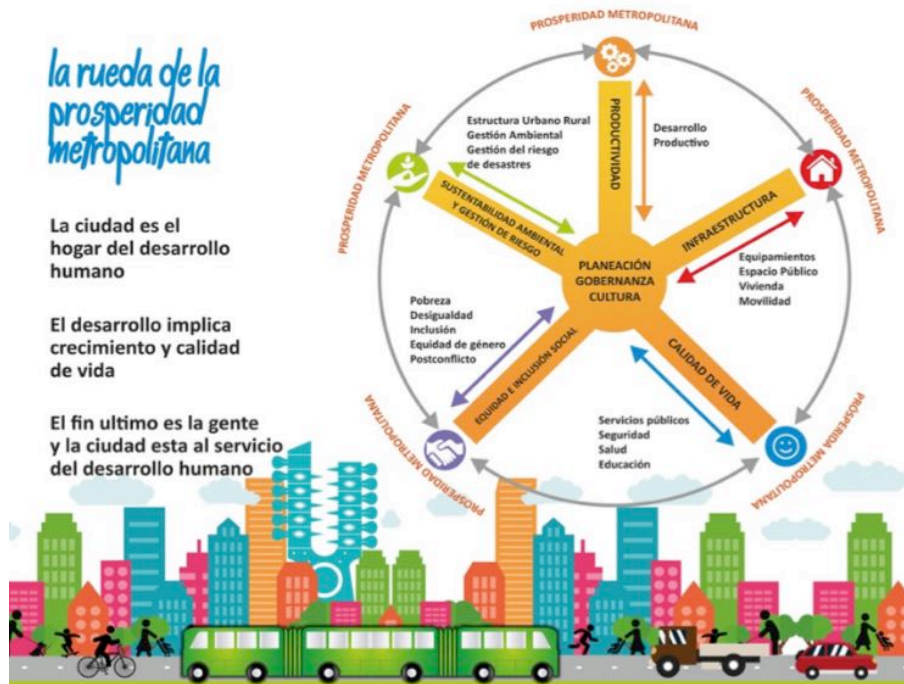 la rueda de la
prosperidad
metropolitana
La ciudad es el
hogar del desarrollo
humano
El desarrollo implica
crecimiento y calidad
de vida
El fin ultimo es la gente
y la ciudad esta al servicio
del desarrollo humano
PROSPERIDAD METROPOLITANA
PROSPERIDAD METROPOLITANA
PROSPERIDAD METROPOLITANA
Estructura Urbano Rural
Gestión Ambiental
Gestión del riesgo
de desastres
PRODUCTIVIDAD
Desarrollo
Productivo
SUSTENTABILIDAD AMBIENTAL
Y GESTIÓN DE RIESGO
INFRAESTRUCTURA
PLANEACIÓN
GOBERNANZA
CULTURA
Equipamientos
Espacio Público
Vivienda
Movilidad
Pobreza
Desigualdad
Inclusión
Equidad de género
Postconflicto
EQUIDAD E INCLUSIÓN SOCIAL
CALIDAD DE VIDA
Servicios públicos
Seguridad
Salud
Educación
PROSPERIDAD METROPOLITANA
PROSPERIDA METROPOLITANA